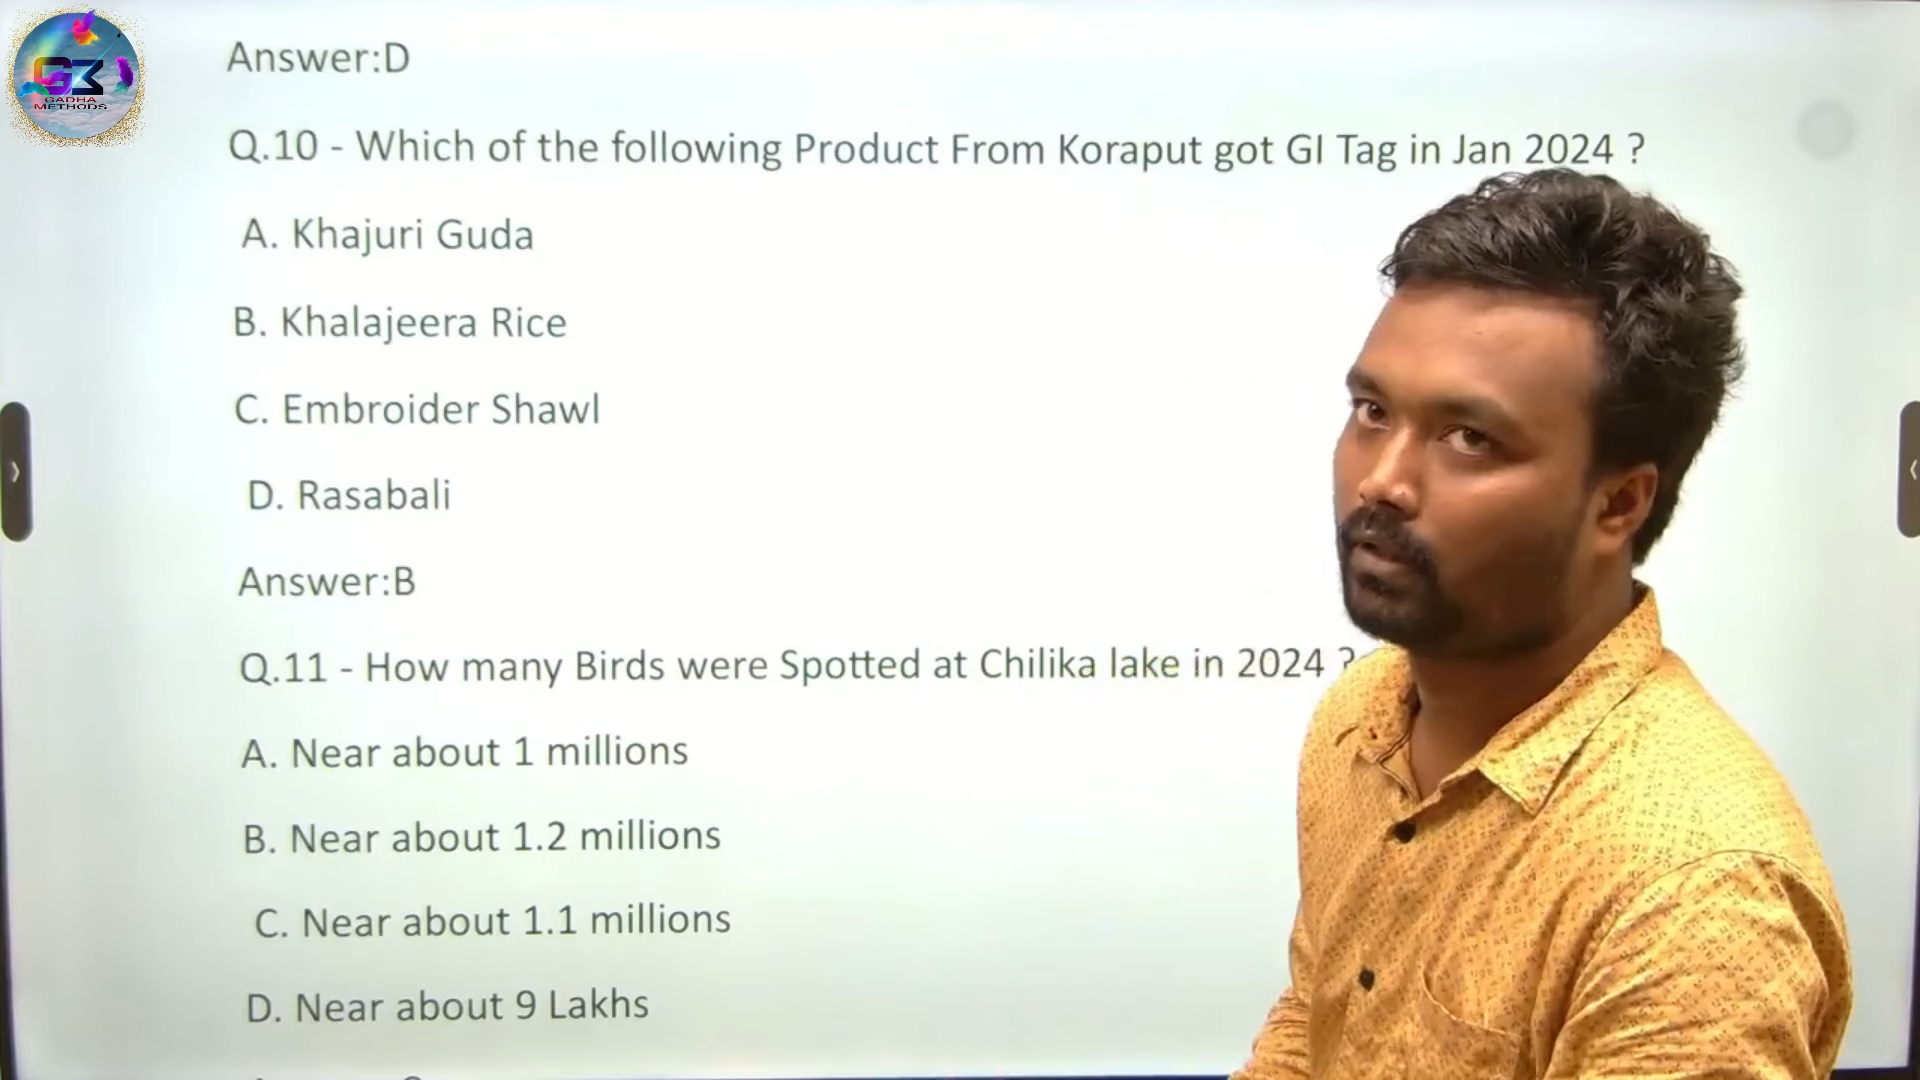 GADHA
METHODS
Answer:D
Q.10 - Which of the following Product From Koraput got GI Tag in Jan 2024 ?
A. Khajuri Guda
B. Khalajeera Rice
C. Embroider Shawl
D. Rasabali
Answer:B
Q.11 - How many Birds were Spotted at Chilika lake in 2024 ?
A. Near about 1 millions
B. Near about 1.2 millions
C. Near about 1.1 millions
D. Near about 9 Lakhs